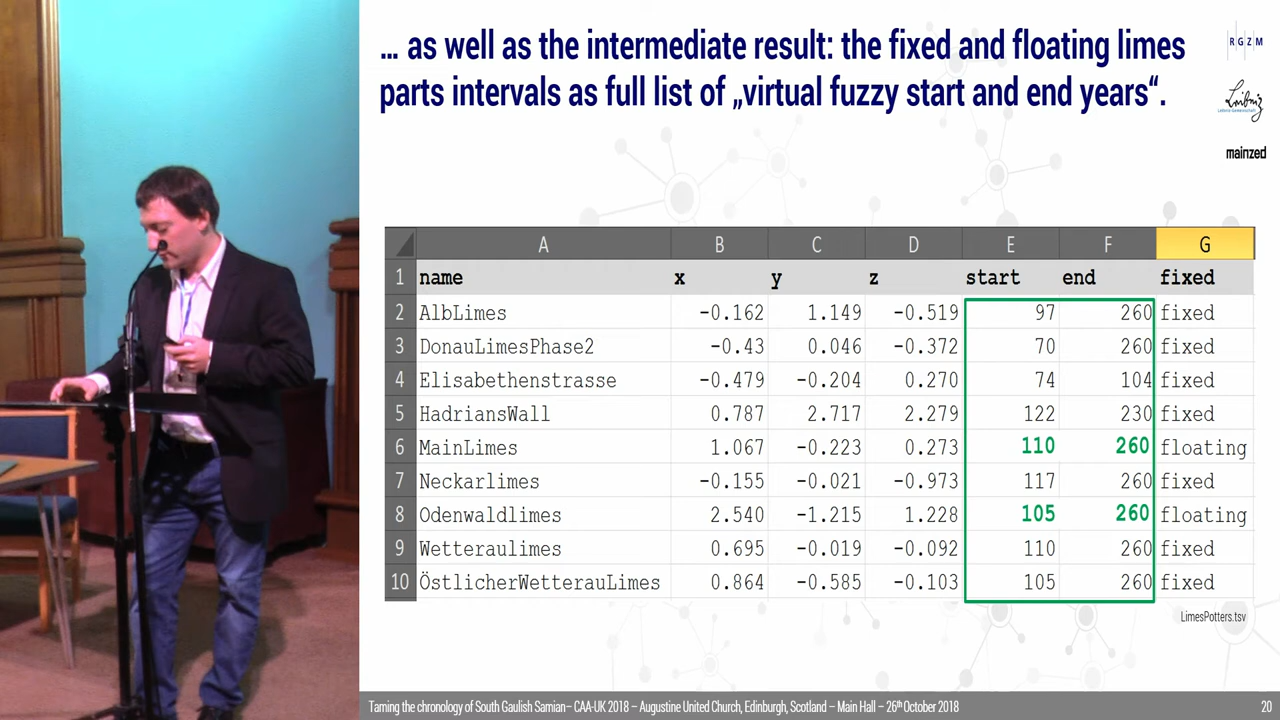 … as well as the intermediate result: the fixed and floating limes
parts intervals as full list of „virtual fuzzy start and end years“.
R G Z M
Leibniz
Leibniz-Gemeinschaft
mainzed
A B C D E F G
1 name x y z start end fixed
2 AlbLimes -0.162 1.149 -0.519 97 260 fixed
3 DonauLimesPhase2 -0.43 0.046 -0.372 70 260 fixed
4 Elisabethenstrasse -0.479 -0.204 0.270 74 104 fixed
5 HadriansWall 0.787 2.717 2.279 122 230 fixed
6 MainLimes 1.067 -0.223 0.273 110 260 floating
7 Neckarlimes -0.155 -0.021 -0.973 117 260 fixed
8 Odenwaldlimes 2.540 -1.215 1.228 105 260 floating
9 Wetteraulimes 0.695 -0.019 -0.092 110 260 fixed
10 ÖstlicherWetterauLimes 0.864 -0.585 -0.103 105 260 fixed
LimesPotters.tsv
Taming the chronology of South Gaulish Samian– CAA-UK 2018 – Augustine United Church, Edinburgh, Scotland – Main Hall – 26th October 2018 20